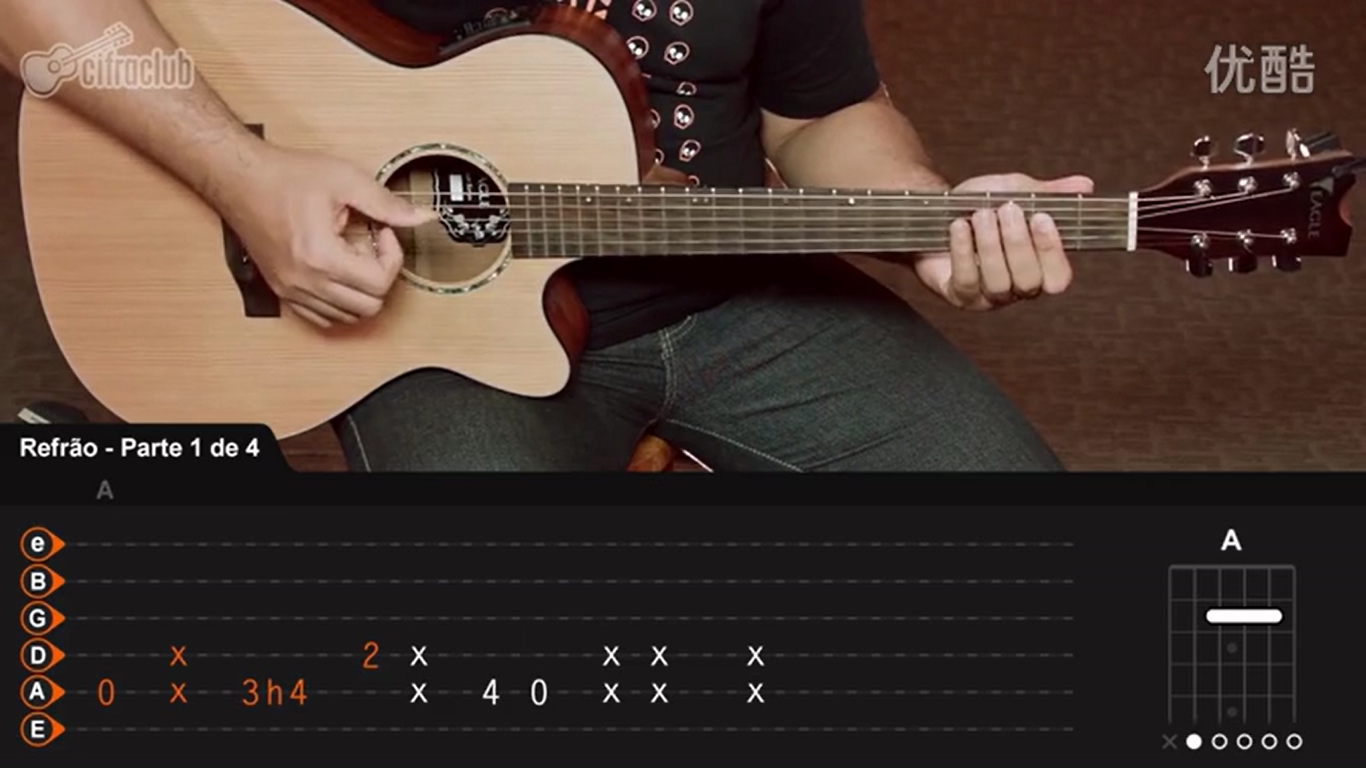 cifraclub
优酷
EAGLE
Refrão - Parte 1 de 4
A
A
e
B
G
D x 2 x x x x
A 0 x 3h4 x 4 0 x x x
E
x